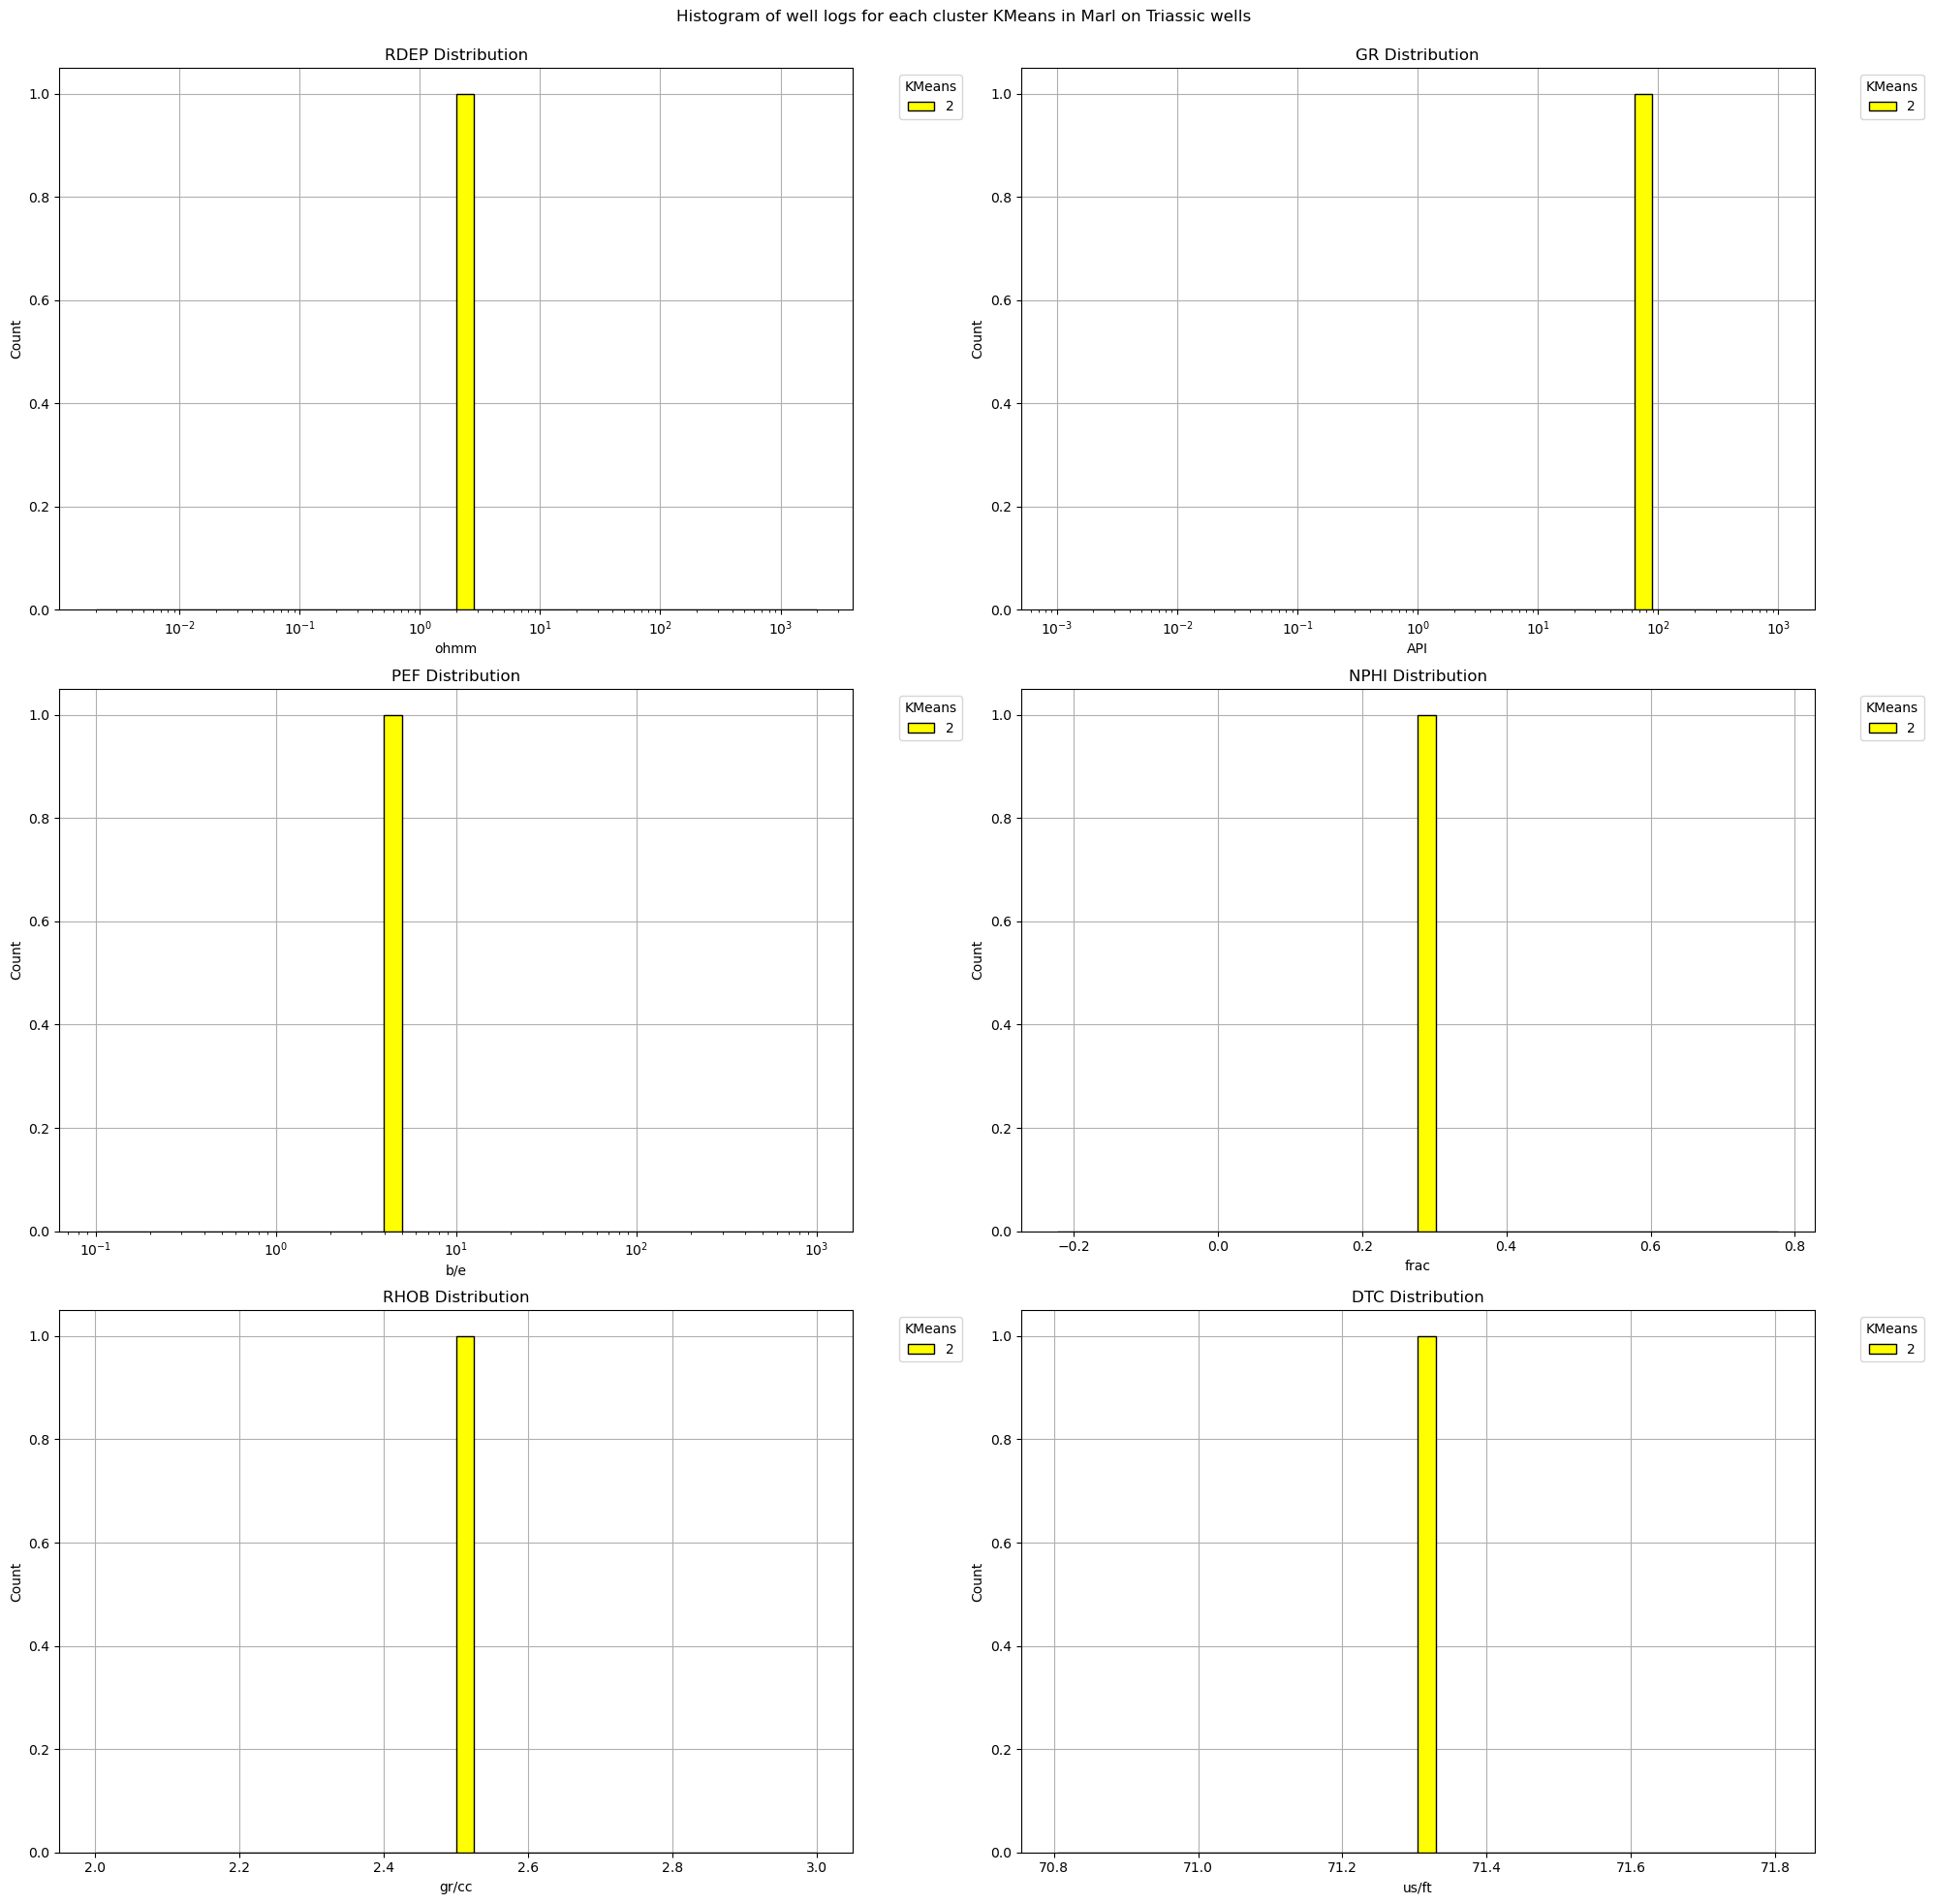 Histogram of well logs for each cluster KMeans in Marl on Triassic wells
RDEP Distribution
Count
1.0
0.8
0.6
0.4
0.2
0.0
10^-2 10^-1 10^0 10^1 10^2 10^3
ohmm
KMeans
2
GR Distribution
Count
1.0
0.8
0.6
0.4
0.2
0.0
10^-3 10^-2 10^-1 10^0 10^1 10^2 10^3
API
KMeans
2
PEF Distribution
Count
1.0
0.8
0.6
0.4
0.2
0.0
10^-1 10^0 10^1 10^2 10^3
b/e
KMeans
2
NPHI Distribution
Count
1.0
0.8
0.6
0.4
0.2
0.0
−0.2 0.0 0.2 0.4 0.6 0.8
frac
KMeans
2
RHOB Distribution
Count
1.0
0.8
0.6
0.4
0.2
0.0
2.0 2.2 2.4 2.6 2.8 3.0
gr/cc
KMeans
2
DTC Distribution
Count
1.0
0.8
0.6
0.4
0.2
0.0
70.8 71.0 71.2 71.4 71.6 71.8
us/ft
KMeans
2